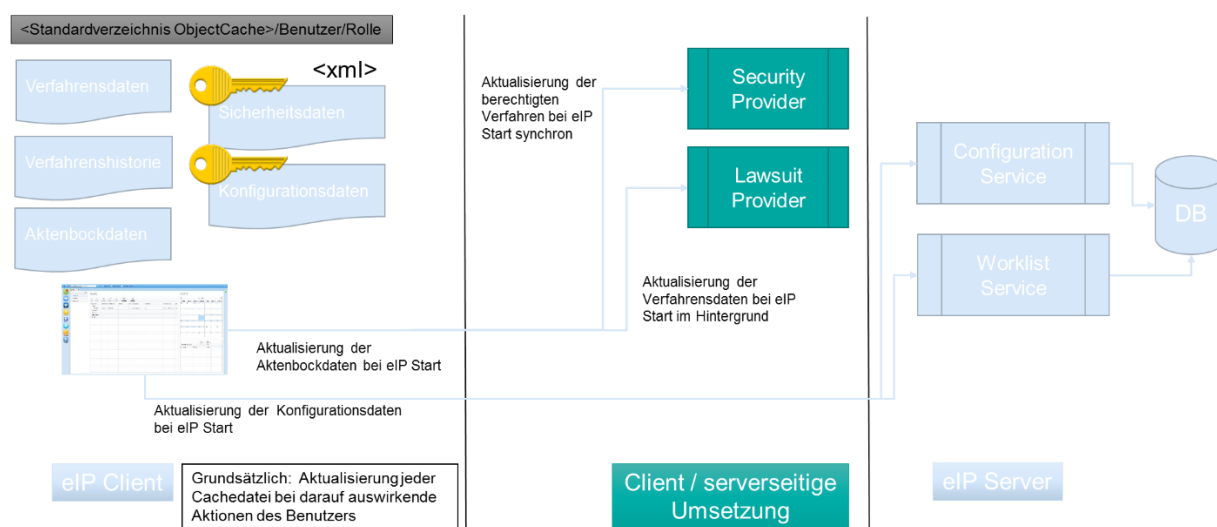 <Standardverzeichnis ObjectCache>/Benutzer/Rolle
<xml>
Verfahrensdaten
Sicherheitsdaten
Verfahrenshistorie
Konfigurationsdaten
Aktenbockdaten
Aktualisierung der
Aktenbockdaten bei eIP Start
Aktualisierung der Konfigurationsdaten
bei eIP Start
eIP Client
Grundsätzlich: Aktualisierung jeder
Cachedatei bei darauf auswirkende
Aktionen des Benutzers
Aktualisierung der
berechtigten
Verfahren bei eIP
Start synchron
Security
Provider
Lawsuit
Provider
Aktualisierung der
Verfahrensdaten bei eIP
Start im Hintergrund
Client / serverseitige
Umsetzung
Configuration
Service
DB
Worklist
Service
eIP Server